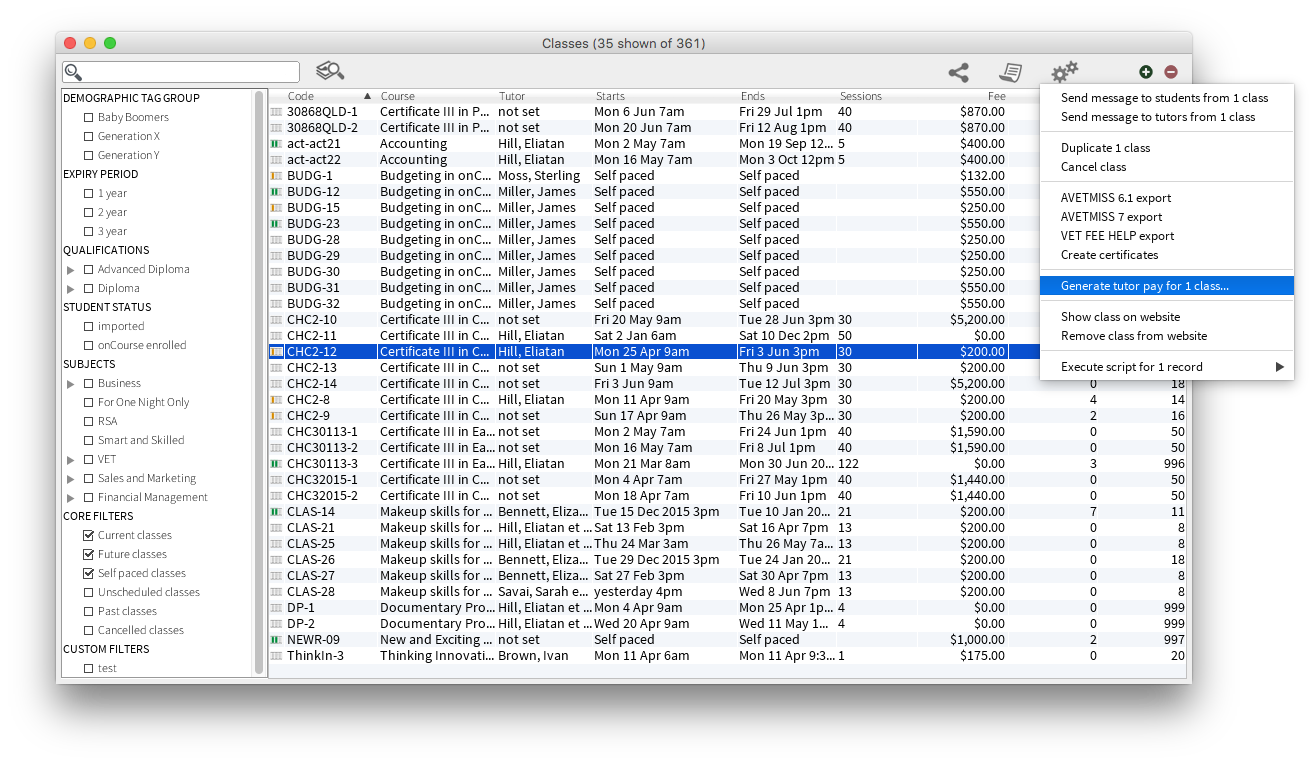 Classes (35 shown of 361)
DEMOGRAPHIC TAG GROUP
Baby Boomers
Generation X
Generation Y
EXPIRY PERIOD
1 year
2 year
3 year
QUALIFICATIONS
Advanced Diploma
Diploma
STUDENT STATUS
imported
onCourse enrolled
SUBJECTS
Business
For One Night Only
RSA
Smart and Skilled
VET
Sales and Marketing
Financial Management
CORE FILTERS
Current classes
Future classes
Self paced classes
Unscheduled classes
Past classes
Cancelled classes
CUSTOM FILTERS
test
Code Course Tutor Starts Ends Sessions Fee
30868QLD-1 Certificate III in P... not set Mon 6 Jun 7am Fri 29 Jul 1pm 40 $870.00
30868QLD-2 Certificate III in P... not set Mon 20 Jun 7am Fri 12 Aug 1pm 40 $870.00
act-act21 Accounting Hill, Eliatan Mon 2 May 7am Mon 19 Sep 12... 5 $400.00
act-act22 Accounting Hill, Eliatan Mon 16 May 7am Mon 3 Oct 12pm 5 $400.00
BUDG-1 Budgeting in onC... Moss, Sterling Self paced Self paced $132.00
BUDG-12 Budgeting in onC... Miller, James Self paced Self paced $550.00
BUDG-15 Budgeting in onC... Miller, James Self paced Self paced $250.00
BUDG-23 Budgeting in onC... Miller, James Self paced Self paced $550.00
BUDG-28 Budgeting in onC... Miller, James Self paced Self paced $250.00
BUDG-29 Budgeting in onC... Miller, James Self paced Self paced $250.00
BUDG-30 Budgeting in onC... Miller, James Self paced Self paced $250.00
BUDG-31 Budgeting in onC... Miller, James Self paced Self paced $550.00
BUDG-32 Budgeting in onC... Miller, James Self paced Self paced $550.00
CHC2-10 Certificate III in C... not set Fri 20 May 9am Tue 28 Jun 3pm 30 $5,200.00
CHC2-11 Certificate III in C... Hill, Eliatan Sat 2 Jan 6am Sat 10 Dec 2pm 50 $0.00
CHC2-12 Certificate III in C... Hill, Eliatan Mon 25 Apr 9am Fri 3 Jun 3pm 30 $200.00
CHC2-13 Certificate III in C... not set Sun 1 May 9am Thu 9 Jun 3pm 30 $200.00
CHC2-14 Certificate III in C... not set Fri 3 Jun 9am Tue 12 Jul 3pm 30 $5,200.00 0 18
CHC2-8 Certificate III in C... Hill, Eliatan Mon 11 Apr 9am Fri 20 May 3pm 30 $200.00 4 14
CHC2-9 Certificate III in C... not set Sun 17 Apr 9am Thu 26 May 3p... 30 $200.00 2 16
CHC30113-1 Certificate III in Ea... not set Mon 2 May 7am Fri 24 Jun 1pm 40 $1,590.00 0 50
CHC30113-2 Certificate III in Ea... not set Mon 16 May 7am Fri 8 Jul 1pm 40 $1,590.00 0 50
CHC30113-3 Certificate III in Ea... Hill, Eliatan Mon 21 Mar 8am Mon 30 Jun 20... 122 $0.00 3 996
CHC32015-1 Certificate III in Ea... not set Mon 4 Apr 7am Fri 27 May 1pm 40 $1,440.00 0 50
CHC32015-2 Certificate III in Ea... not set Mon 18 Apr 7am Fri 10 Jun 1pm 40 $1,440.00 0 50
CLAS-14 Makeup skills for ... Bennett, Eliza... Tue 15 Dec 2015 3pm Tue 10 Jan 20... 21 $200.00 7 11
CLAS-21 Makeup skills for ... Hill, Eliatan et ... Sat 13 Feb 3pm Sat 16 Apr 7pm 13 $200.00 0 8
CLAS-25 Makeup skills for ... Hill, Eliatan et ... Thu 24 Mar 3am Thu 26 May 7a... 13 $200.00 0 8
CLAS-26 Makeup skills for ... Bennett, Eliza... Tue 29 Dec 2015 3pm Tue 24 Jan 20... 21 $200.00 0 18
CLAS-27 Makeup skills for ... Bennett, Eliza... Sat 27 Feb 3pm Sat 30 Apr 7pm 13 $200.00 0 8
CLAS-28 Makeup skills for ... Savai, Sarah e... yesterday 4pm Wed 8 Jun 7pm 13 $200.00 0 8
DP-1 Documentary Pro... Hill, Eliatan et ... Mon 4 Apr 9am Mon 25 Apr 1p... 4 $0.00 0 999
DP-2 Documentary Pro... Hill, Eliatan et ... Wed 20 Apr 9am Wed 11 May 1... 4 $0.00 0 999
NEWR-09 New and Exciting ... not set Self paced Self paced $1,000.00 2 997
ThinkIn-3 Thinking Innovati... Brown, Ivan Mon 11 Apr 6am Mon 11 Apr 9:3... 1 $175.00 0 20
Send message to students from 1 class
Send message to tutors from 1 class
Duplicate 1 class
Cancel class
AVETMISS 6.1 export
AVETMISS 7 export
VET FEE HELP export
Create certificates
Generate tutor pay for 1 class...
Show class on website
Remove class from website
Execute script for 1 record